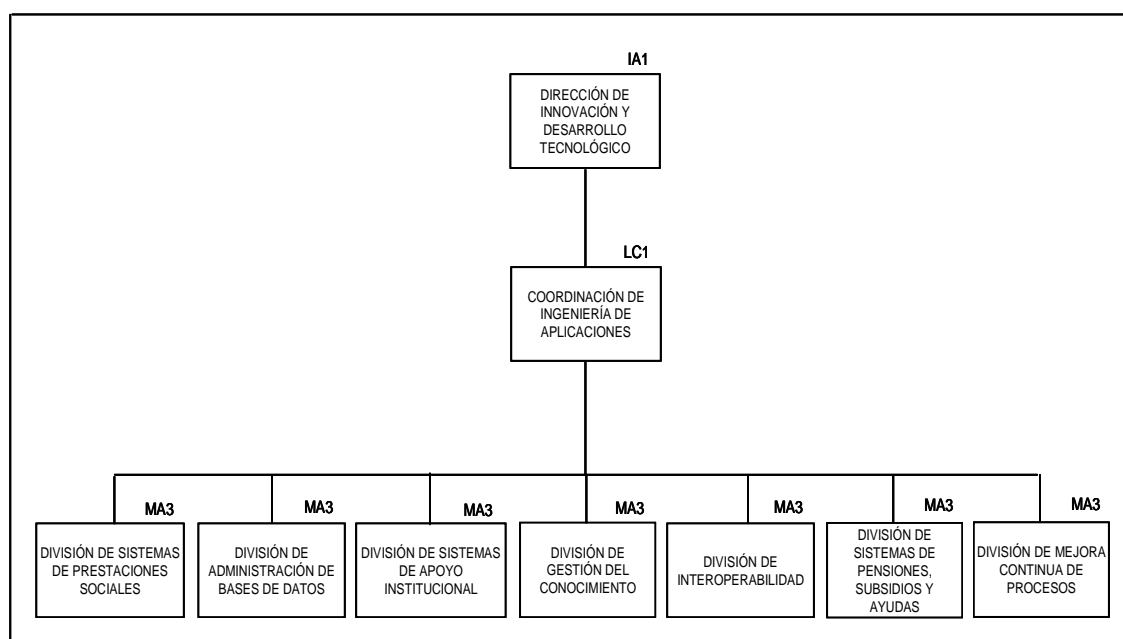 IA1
DIRECCIÓN DE
INNOVACIÓN Y
DESARROLLO
TECNOLÓGICO
LC1
COORDINACIÓN DE
INGENIERÍA DE
APLICACIONES
MA3
DIVISIÓN DE SISTEMAS
DE PRESTACIONES
SOCIALES
MA3
DIVISIÓN DE
ADMINISTRACIÓN DE
BASES DE DATOS
MA3
DIVISIÓN DE SISTEMAS
DE APOYO
INSTITUCIONAL
MA3
DIVISIÓN DE
GESTIÓN DEL
CONOCIMIENTO
MA3
DIVISIÓN DE
INTEROPERABILIDAD
MA3
DIVISIÓN DE
SISTEMAS DE
PENSIONES,
SUBSIDIOS Y
AYUDAS
MA3
DIVISIÓN DE MEJORA
CONTINUA DE
PROCESOS